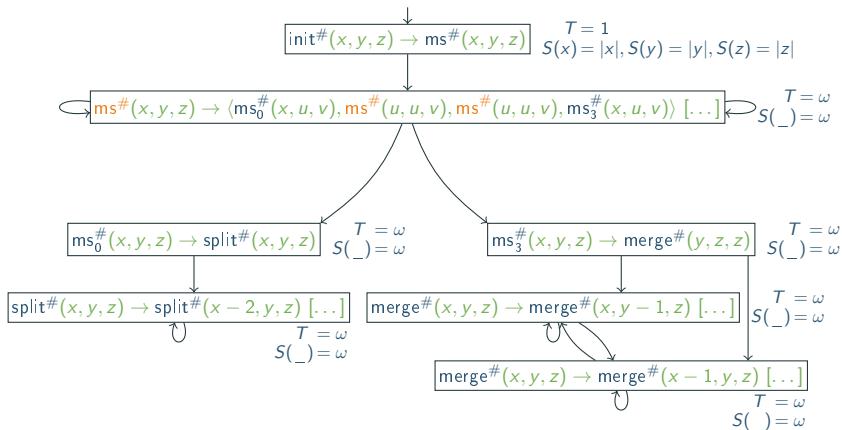 init#(x, y, z) → ms#(x, y, z)
T = 1
S(x) = |x|, S(y) = |y|, S(z) = |z|
ms#(x, y, z) → ⟨ms₀#(x, u, v), ms#(u, u, v), ms#(u, u, v), ms₃#(x, u, v)⟩ [...]
T = ω
S(_) = ω
ms₀#(x, y, z) → split#(x, y, z)
T = ω
S(_) = ω
ms₃#(x, y, z) → merge#(y, z, z)
T = ω
S(_) = ω
split#(x, y, z) → split#(x − 2, y, z) [...]
T = ω
S(_) = ω
merge#(x, y, z) → merge#(x, y − 1, z) [...]
T = ω
S(_) = ω
merge#(x, y, z) → merge#(x − 1, y, z) [...]
T = ω
S( ) = ω